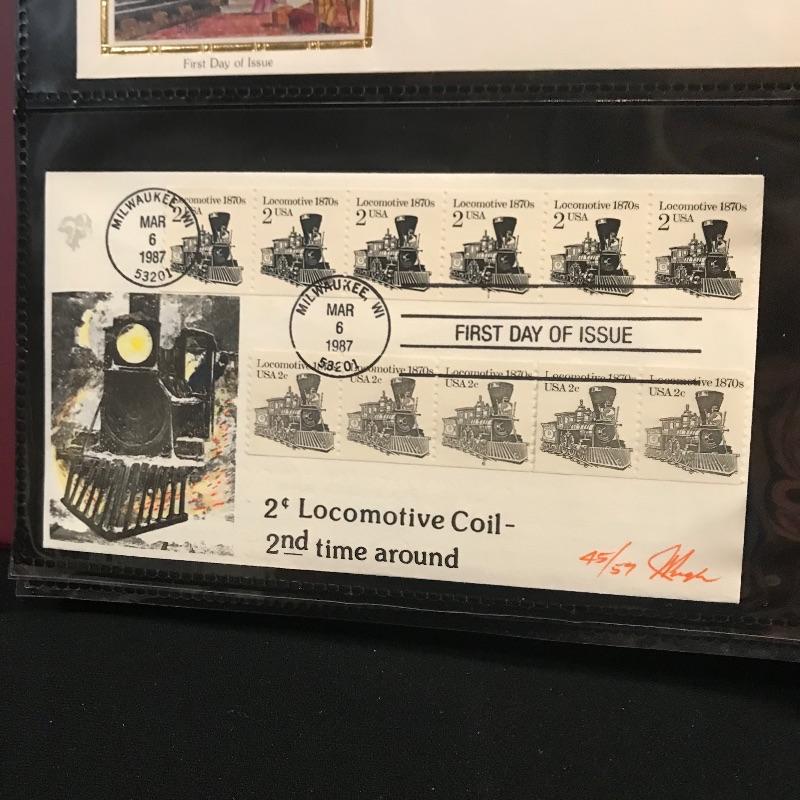 First Day of Issue
MILWAUKEE, WI
MAR
6
1987
53201
Locomotive 1870s
2 USA
Locomotive 1870s
2 USA
Locomotive 1870s
2 USA
Locomotive 1870s
2 USA
Locomotive 1870s
2 USA
Locomotive 1870s
2 USA
MILWAUKEE, WI
MAR
6
1987
53201
FIRST DAY OF ISSUE
Locomotive 1870s
USA 2c
Locomotive 1870s
USA 2c
Locomotive 1870s
USA 2c
Locomotive 1870s
USA 2c
Locomotive 1870s
USA 2c
2¢ Locomotive Coil-
2nd time around
45/57